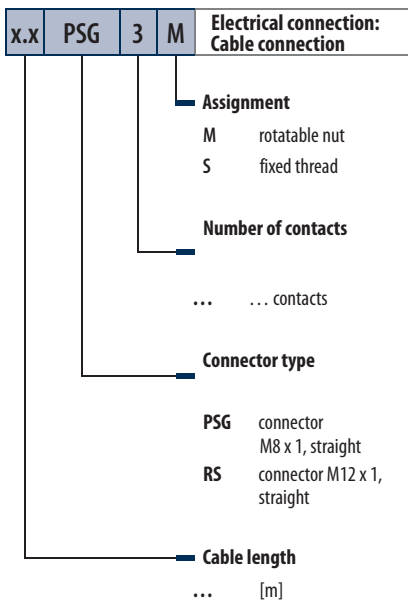 x.x PSG 3 M Electrical connection:
Cable connection
Assignment
M rotatable nut
S fixed thread
Number of contacts
... ... contacts
Connector type
PSG connector
M8 x 1, straight
RS connector M12 x 1,
straight
Cable length
... [m]